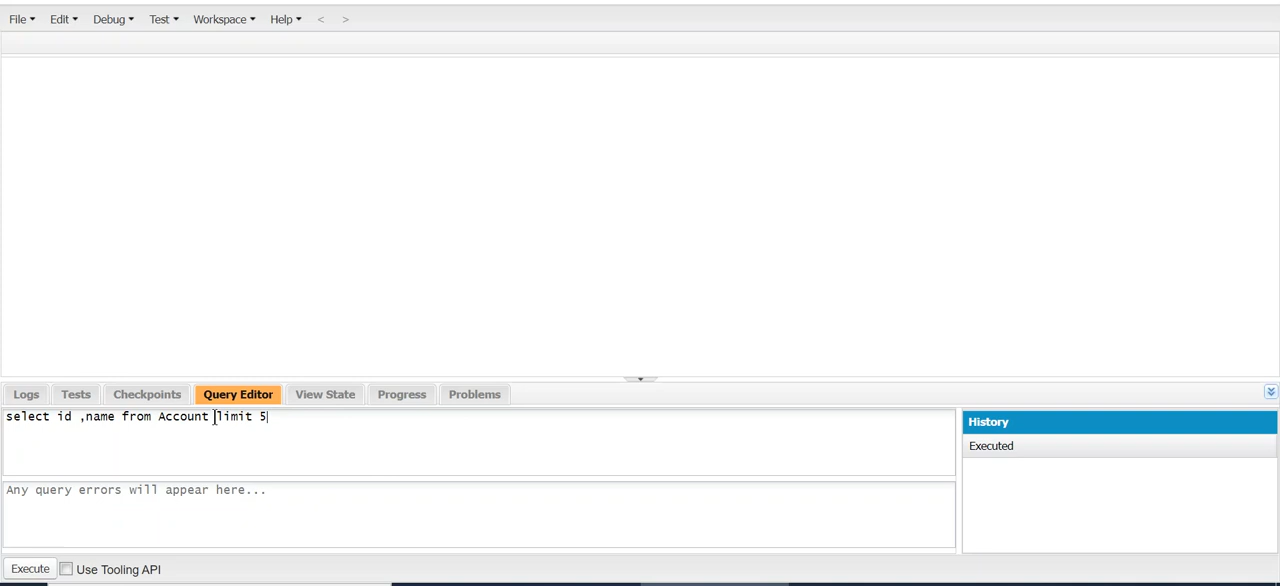 File Edit Debug Test Workspace Help < >
Logs Tests Checkpoints Query Editor View State Progress Problems
select id ,name from Account limit 5
Any query errors will appear here...
History
Executed
Execute Use Tooling API